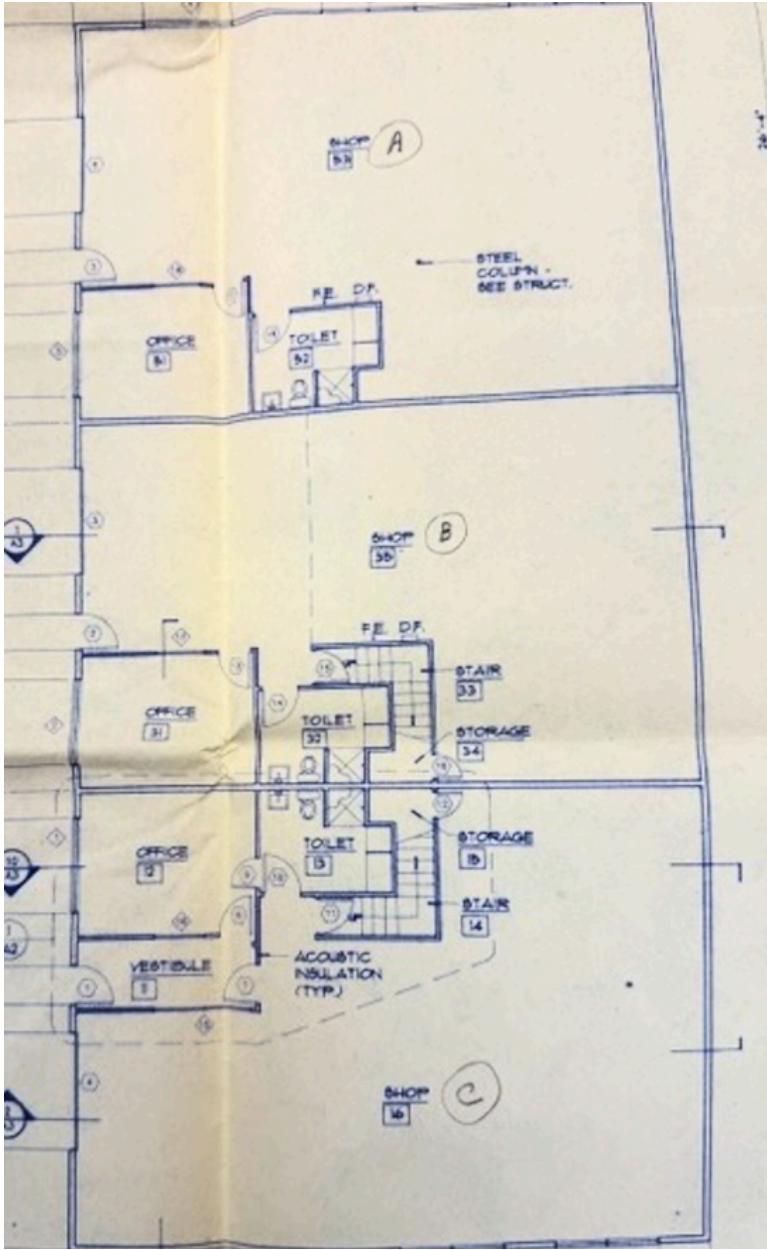 SHOP
A
STEEL
COLUMN -
SEE STRUCT.
F.E. D.F.
OFFICE
TOILET
SHOP
B
F.E. D.F.
STAIR
33
OFFICE
31
TOILET
32
STORAGE
34
STORAGE
15
OFFICE
12
TOILET
13
STAIR
14
ACOUSTIC
INSULATION
(TYP.)
VESTIBULE
SHOP
16
C